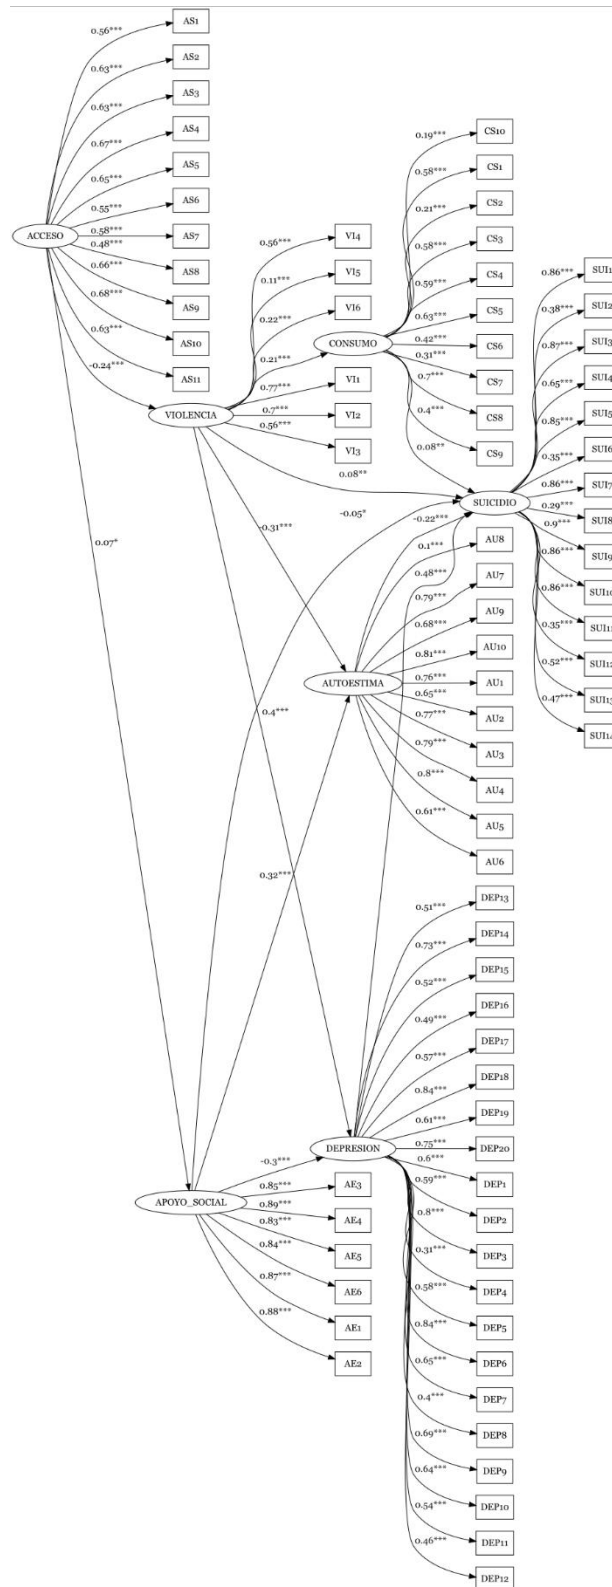 0.56***
AS1
0.63***
AS2
0.63***
AS3
0.67***
AS4
0.65***
AS5
0.55***
AS6
ACCESO
0.58***
AS7
0.48***
AS8
0.66***
AS9
0.68***
AS10
0.63***
AS11
-0.24***
0.07*
VIOLENCIA
0.56***
VI4
0.11***
VI5
0.22***
VI6
0.21***
0.77***
VI1
0.7***
VI2
0.56***
VI3
0.08**
-0.05*
-0.31***
0.4***
CONSUMO
0.19***
CS10
0.58***
CS1
0.21***
CS2
0.58***
CS3
0.59***
CS4
0.63***
CS5
0.42***
CS6
0.31***
CS7
0.7***
CS8
0.4***
CS9
0.08**
SUICIDIO
0.86***
SUI1
0.38***
SUI2
0.87***
SUI3
0.65***
SUI4
0.85***
SUI5
0.35***
SUI6
0.86***
SUI7
0.29***
SUI8
0.9***
SUI9
0.86***
SUI10
0.86***
SUI11
0.35***
SUI12
0.52***
SUI13
0.47***
SUI14
AUTOESTIMA
-0.22***
0.1***
AU8
0.48***
0.79***
AU7
0.68***
AU9
0.81***
AU10
0.76***
AU1
0.65***
AU2
0.77***
AU3
0.79***
AU4
0.8***
AU5
0.61***
AU6
0.32***
DEPRESION
0.51***
DEP13
0.73***
DEP14
0.52***
DEP15
0.49***
DEP16
0.57***
DEP17
0.84***
DEP18
0.61***
DEP19
0.75***
DEP20
0.6***
DEP1
0.59***
DEP2
0.8***
DEP3
0.31***
DEP4
0.58***
DEP5
0.84***
DEP6
0.65***
DEP7
0.4***
DEP8
0.69***
DEP9
0.64***
DEP10
0.54***
DEP11
0.46***
DEP12
APOYO_SOCIAL
-0.3***
0.85***
AE3
0.89***
AE4
0.83***
AE5
0.84***
AE6
0.87***
AE1
0.88***
AE2